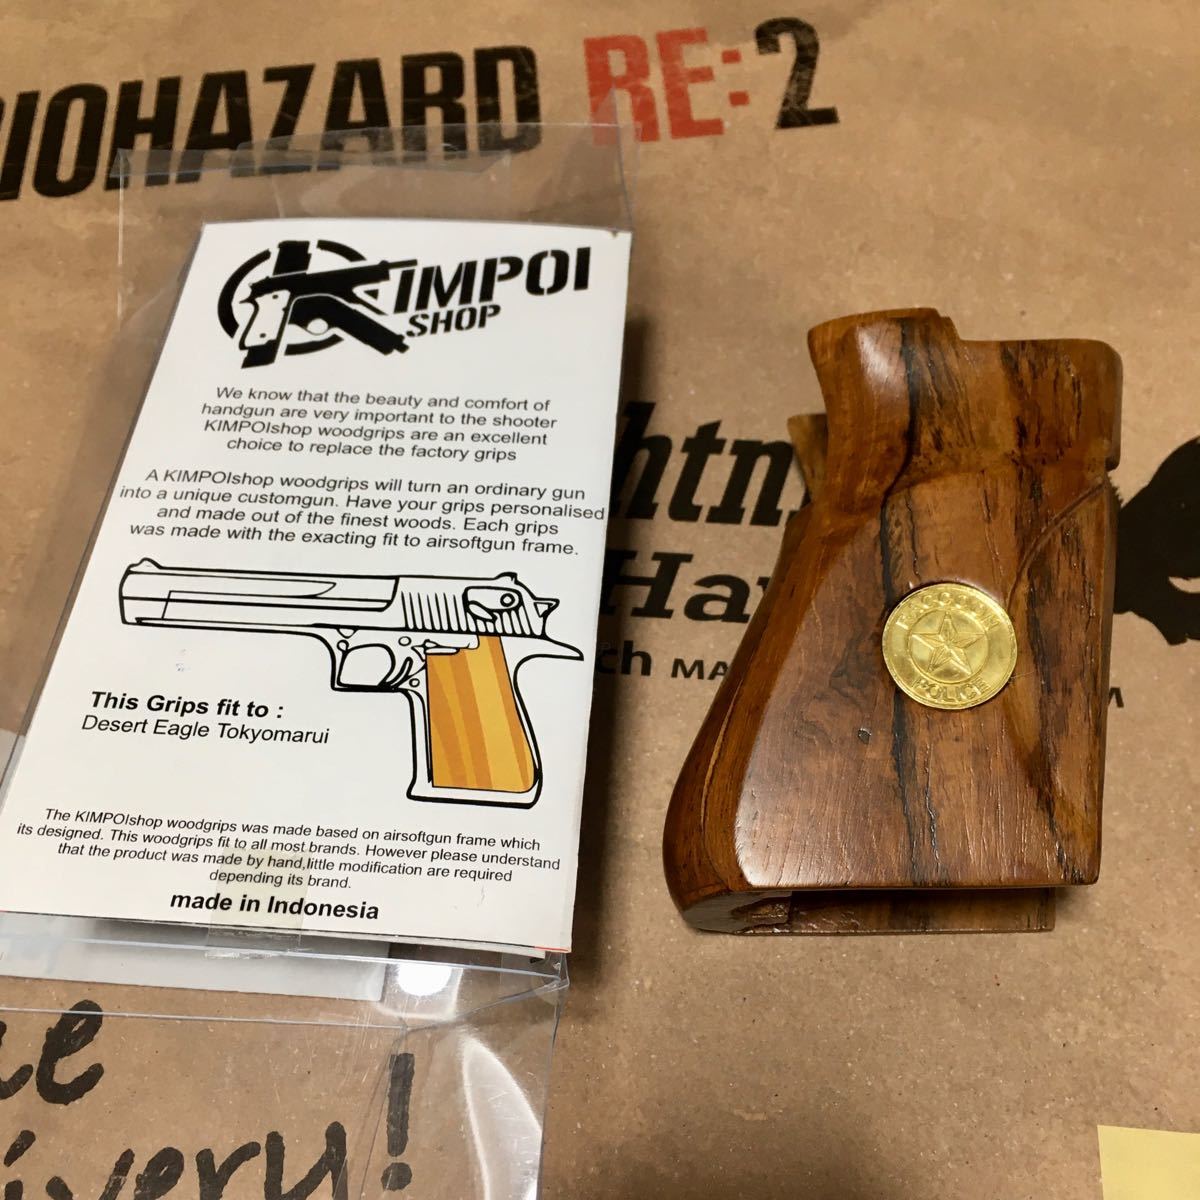 BIOHAZARD RE:2
KIMPOI
SHOP
We know that the beauty and comfort of
handgun are very important to the shooter
KIMPOIshop woodgrips are an excellent
choice to replace the factory grips
A KIMPOIshop woodgrips will turn an ordinary gun
into a unique customgun. Have your grips personalised
and made out of the finest woods. Each grips
was made with the exacting fit to airsoftgun frame.
This Grips fit to :
Desert Eagle Tokyomarui
The KIMPOIshop woodgrips was made based on airsoftgun frame which
its designed. This woodgrips fit to all most brands. However please understand
that the product was made by hand,little modification are required
depending its brand.
made in Indonesia
RACCOON
POLICE